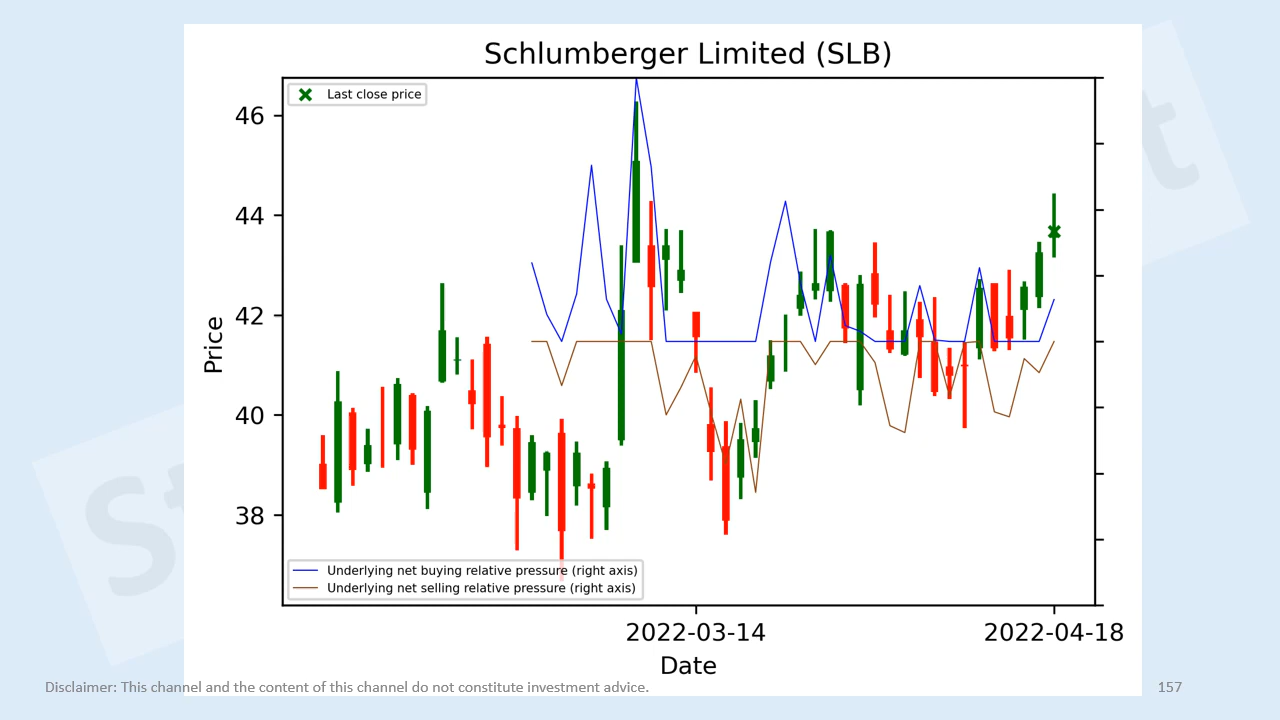 Schlumberger Limited (SLB)
Last close price
46
44
42
40
38
Price
Underlying net buying relative pressure (right axis)
Underlying net selling relative pressure (right axis)
2022-03-14
2022-04-18
Date
Disclaimer: This channel and the content of this channel do not constitute investment advice.
157